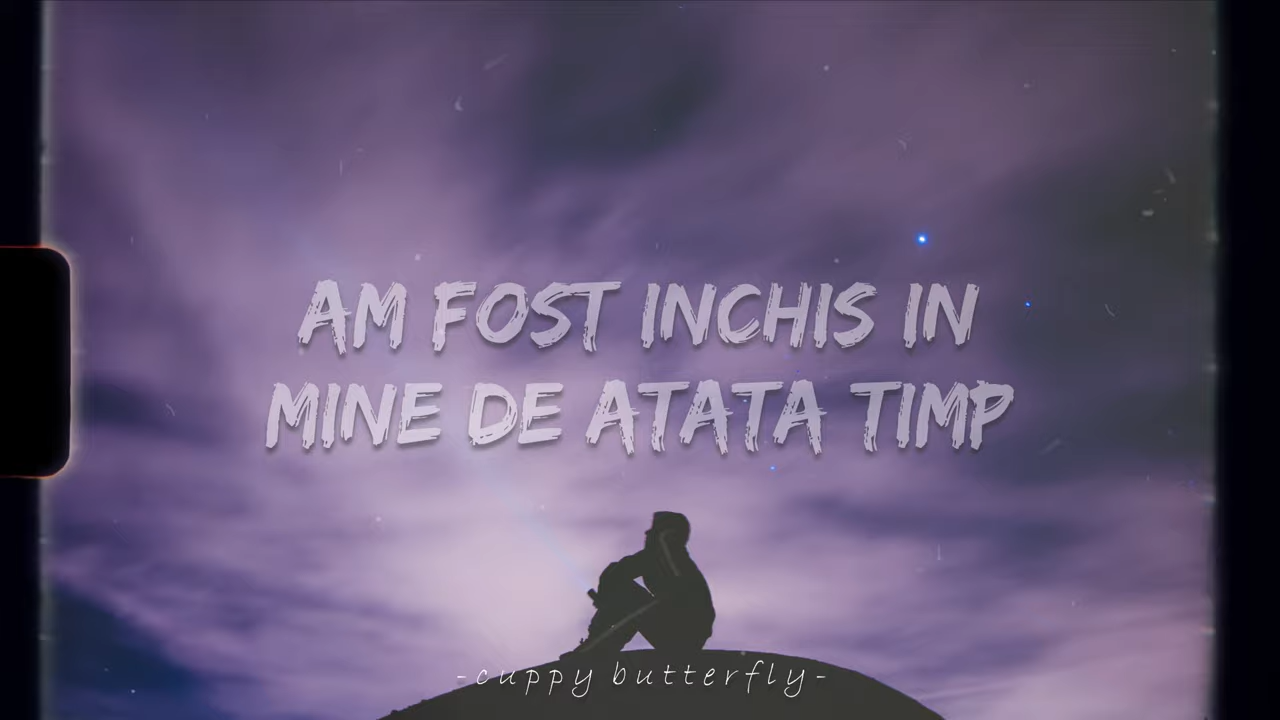 AM FOST INCHIS IN
MINE DE ATATA TIMP
-cuppy butterfly-